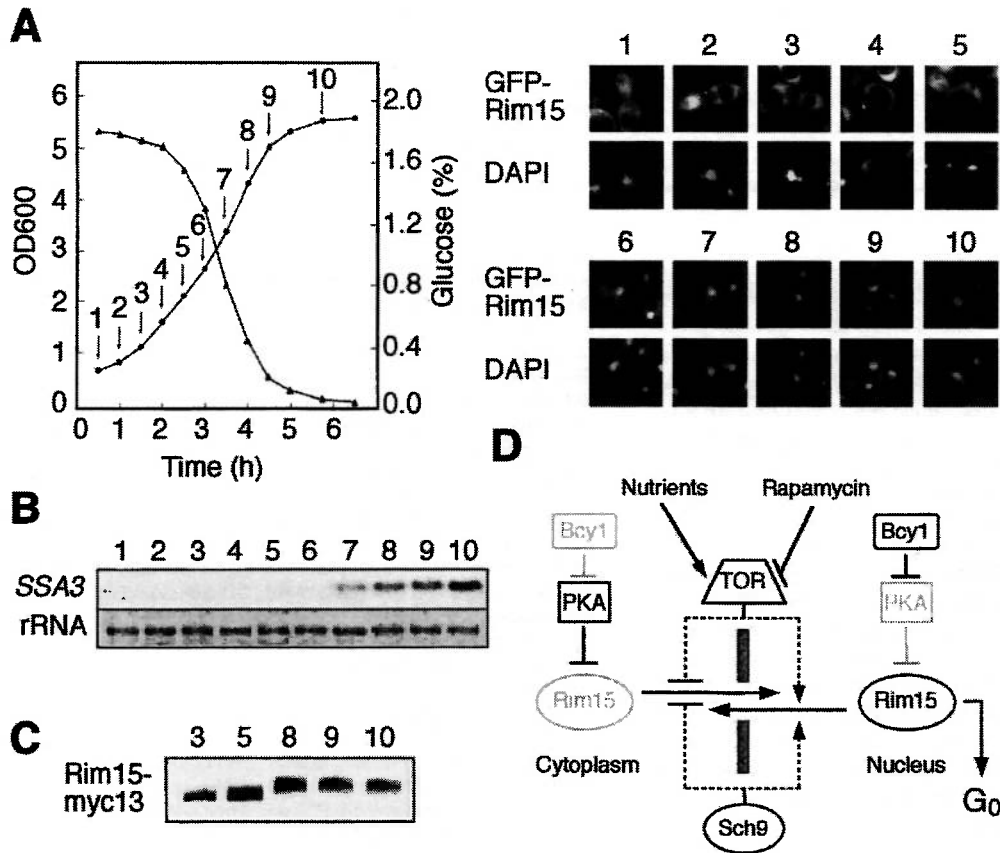 A
OD600
6
5
4
3
2
1
0
0 1 2 3 4 5 6
Time (h)
2.0
1.6
1.2
0.8
0.4
0.0
Glucose (%)
1 2 3 4 5 6 7 8 9 10
1 2 3 4 5
GFP-
Rim15
DAPI
6 7 8 9 10
GFP-
Rim15
DAPI
B
1 2 3 4 5 6 7 8 9 10
SSA3
rRNA
C
3 5 8 9 10
Rim15-
myc13
D
Nutrients Rapamycin
Bcy1 TOR Bcy1
PKA PKA
Rim15 Rim15
Cytoplasm Nucleus
Sch9 G0